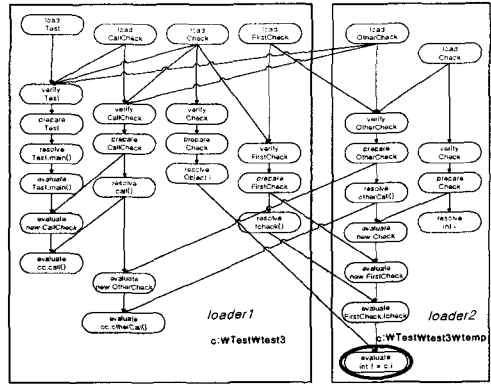 load
Test
load
CallCheck
load
Check
load
FirstCheck
load
OtherCheck
load
Check
verify
Test
prepare
Test
resolve
Test.main()
evaluate
Test.main()
evaluate
new CallCheck
evaluate
cc.call()
verify
CallCheck
prepare
CallCheck
resolve
call()
evaluate
new OtherCheck
evaluate
oc.otherCall()
verify
Check
prepare
Check
resolve
Object i
verify
FirstCheck
prepare
FirstCheck
resolve
fcheck()
loader1
c:₩Test₩test3
verify
OtherCheck
prepare
OtherCheck
resolve
otherCall()
evaluate
new Check
evaluate
new FirstCheck
evaluate
FirstCheck.fcheck
verify
Check
prepare
Check
resolve
int i
loader2
c:₩Test₩test3₩temp
evaluate
int f = c.i